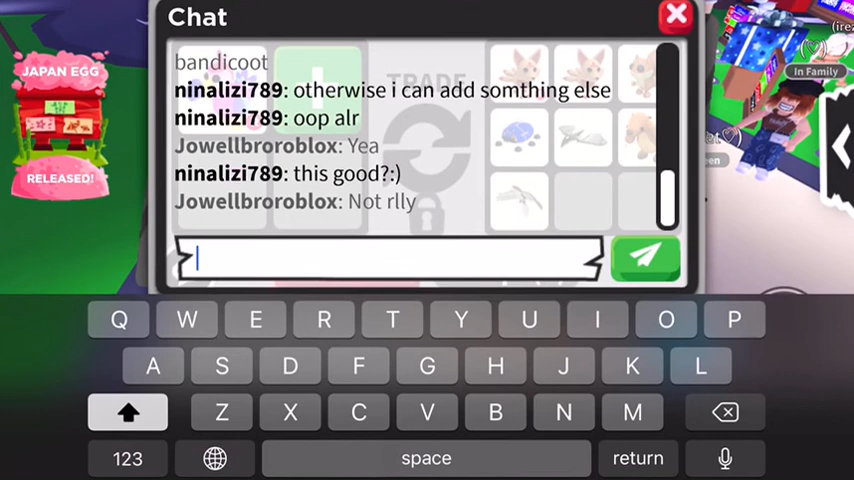 Chat
bandicoot
ninalizi789: otherwise i can add somthing else
ninalizi789: oop alr
Jowellbroroblox: Yea
ninalizi789: this good?:)
Jowellbroroblox: Not rlly
TRADE
JAPAN EGG
RELEASED!
In Family
Q W E R T Y U I O P
A S D F G H J K L
Z X C V B N M
123 space return